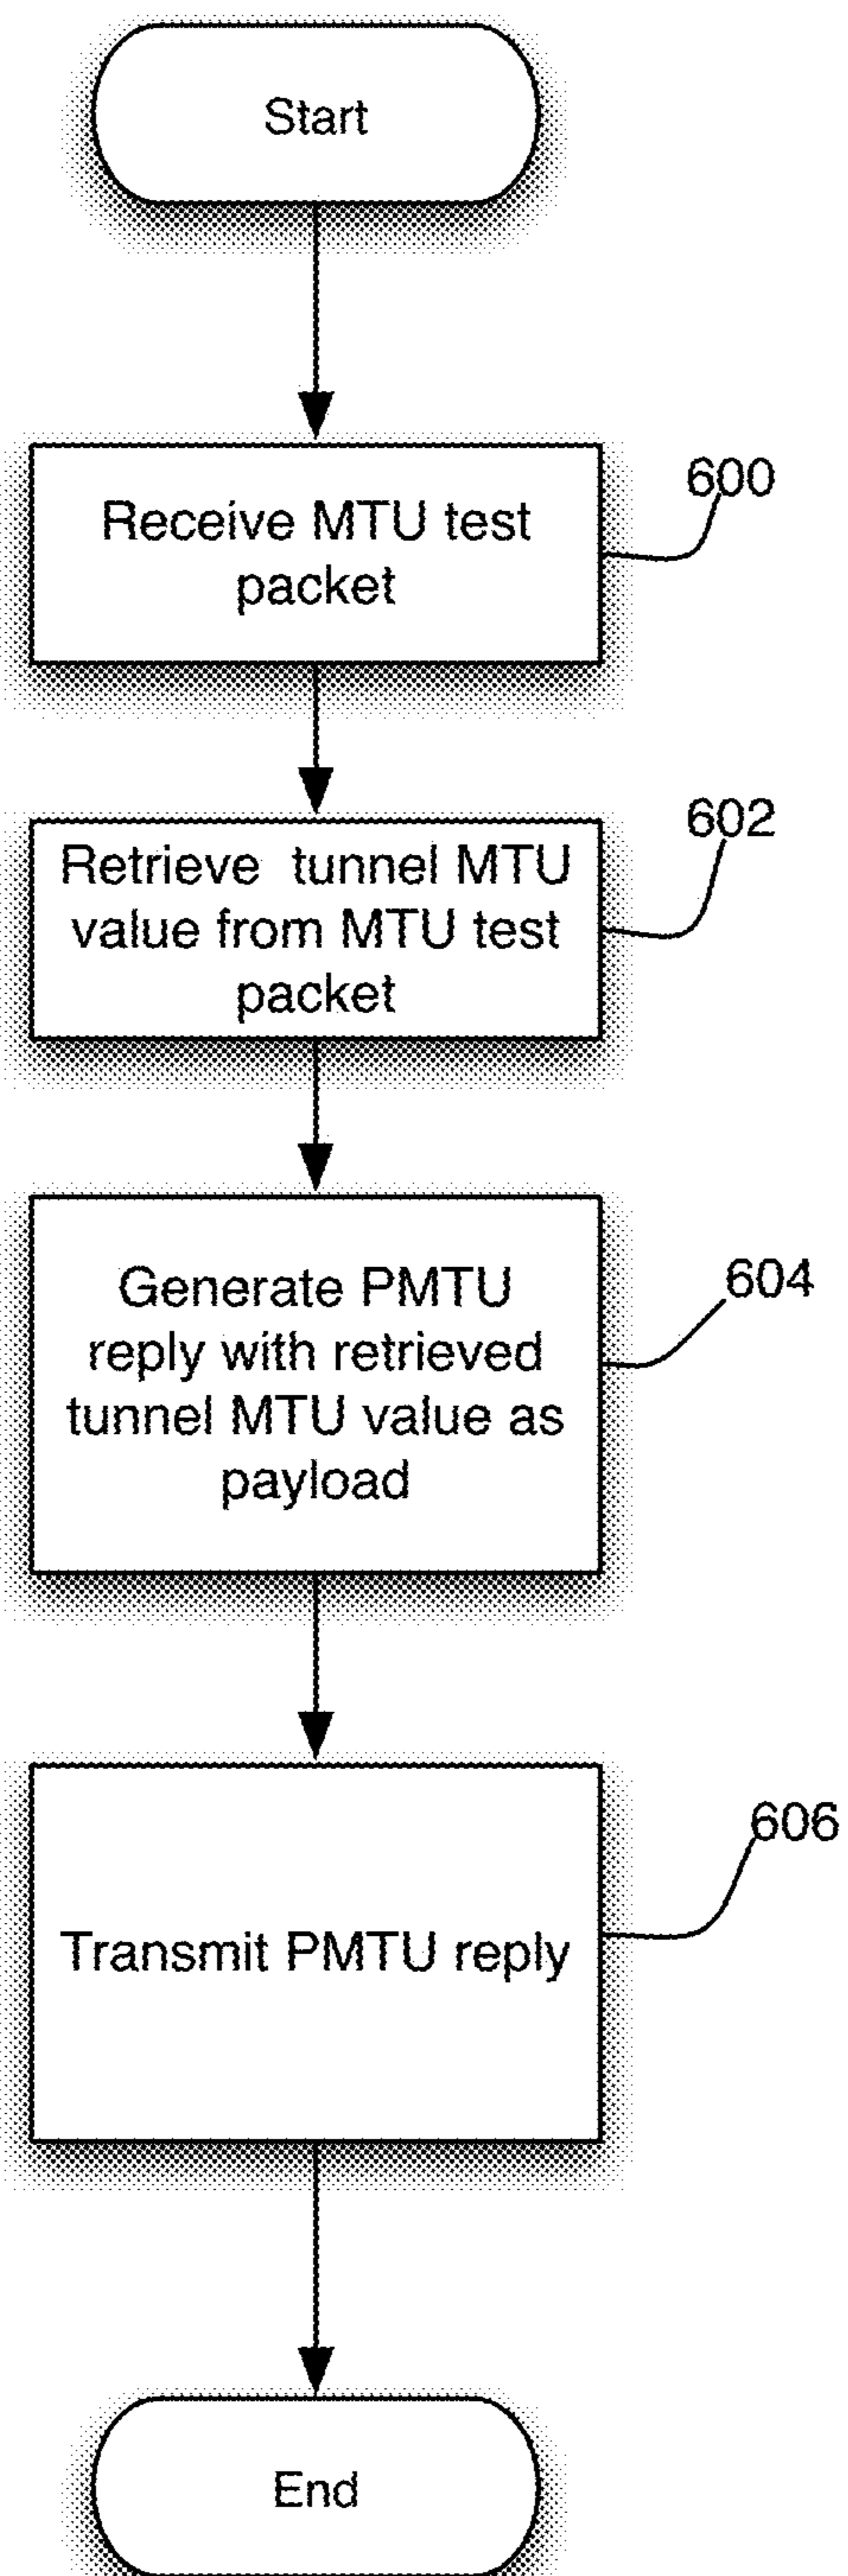 Start
Receive MTU test
packet
600
Retrieve tunnel MTU
value from MTU test
packet
602
Generate PMTU
reply with retrieved
tunnel MTU value as
payload
604
Transmit PMTU reply
606
End